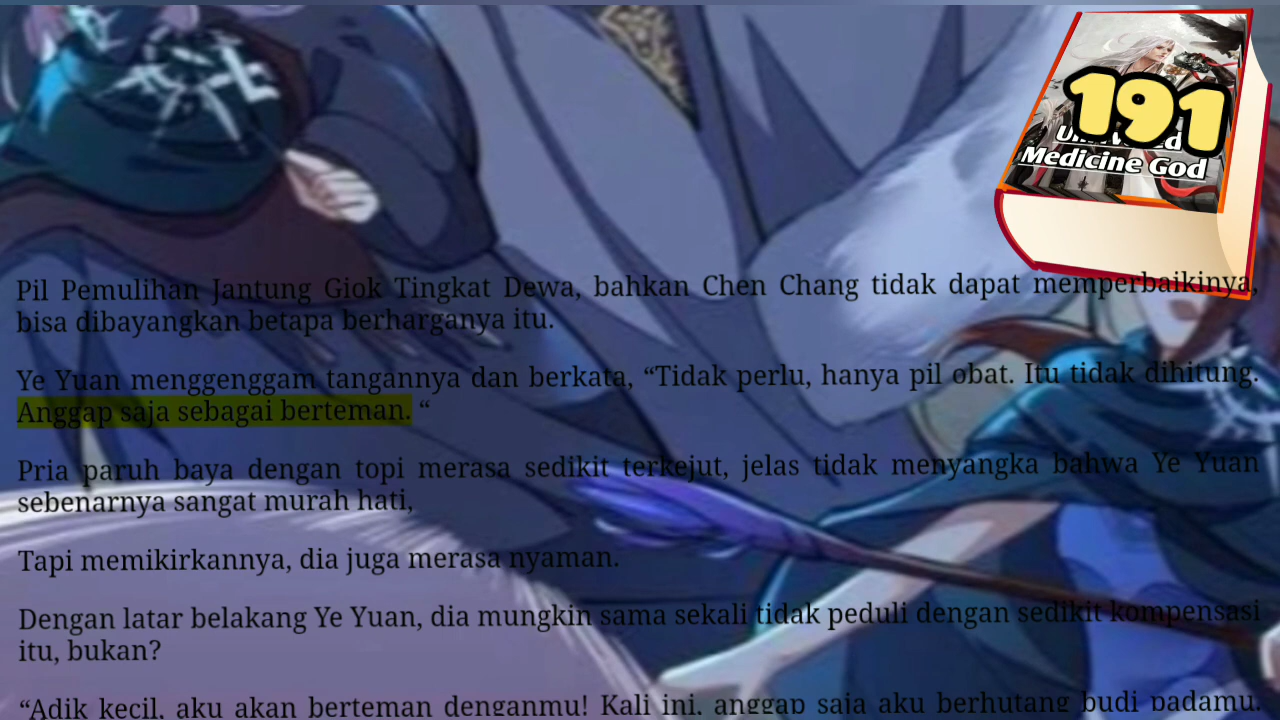 191
Medicine God
Pil Pemulihan Jantung Giok Tingkat Dewa, bahkan Chen Chang tidak dapat memperbaikinya,
bisa dibayangkan betapa berharganya itu.
Ye Yuan menggenggam tangannya dan berkata, “Tidak perlu, hanya pil obat. Itu tidak dihitung.
Anggap saja sebagai berteman. “
Pria paruh baya dengan topi merasa sedikit terkejut, jelas tidak menyangka bahwa Ye Yuan
sebenarnya sangat murah hati,
Tapi memikirkannya, dia juga merasa nyaman.
Dengan latar belakang Ye Yuan, dia mungkin sama sekali tidak peduli dengan sedikit kompensasi
itu, bukan?
“Adik kecil, aku akan berteman denganmu! Kali ini, anggap saja aku berhutang budi padamu.